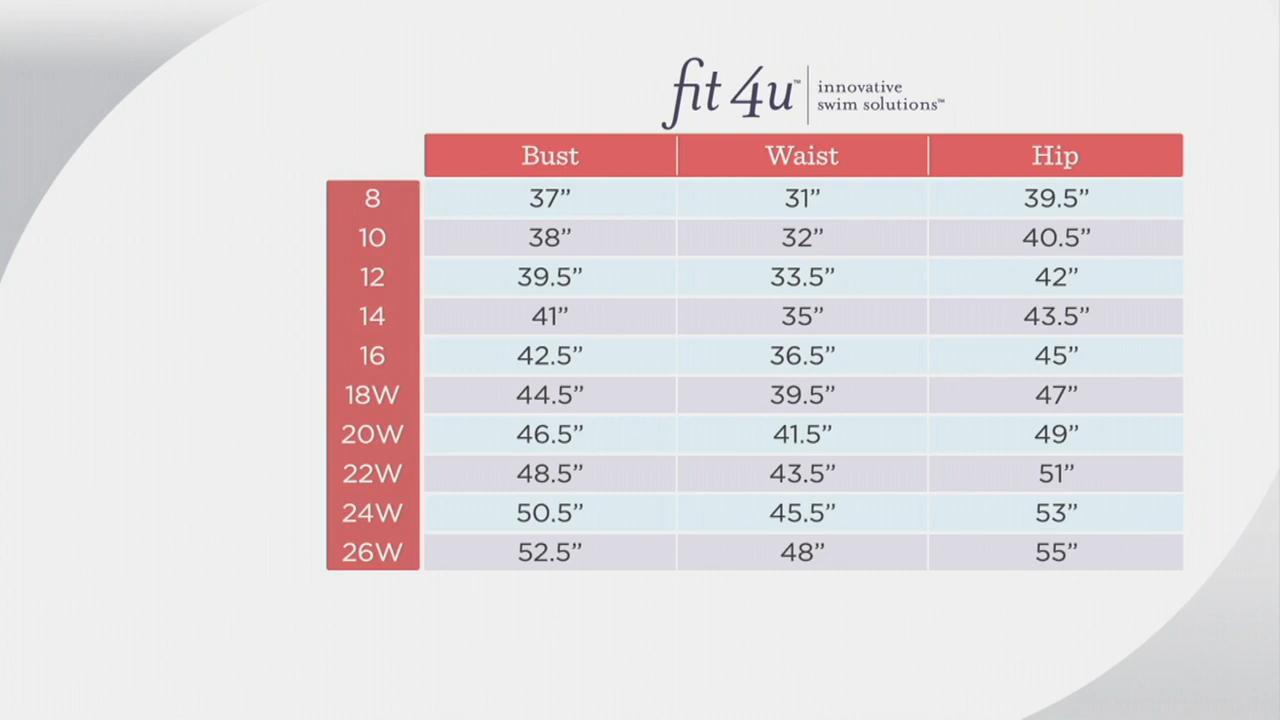 fit 4u™ innovative
swim solutions™
Bust Waist Hip
8 37” 31” 39.5”
10 38” 32” 40.5”
12 39.5” 33.5” 42”
14 41” 35” 43.5”
16 42.5” 36.5” 45”
18W 44.5” 39.5” 47”
20W 46.5” 41.5” 49”
22W 48.5” 43.5” 51”
24W 50.5” 45.5” 53”
26W 52.5” 48” 55”